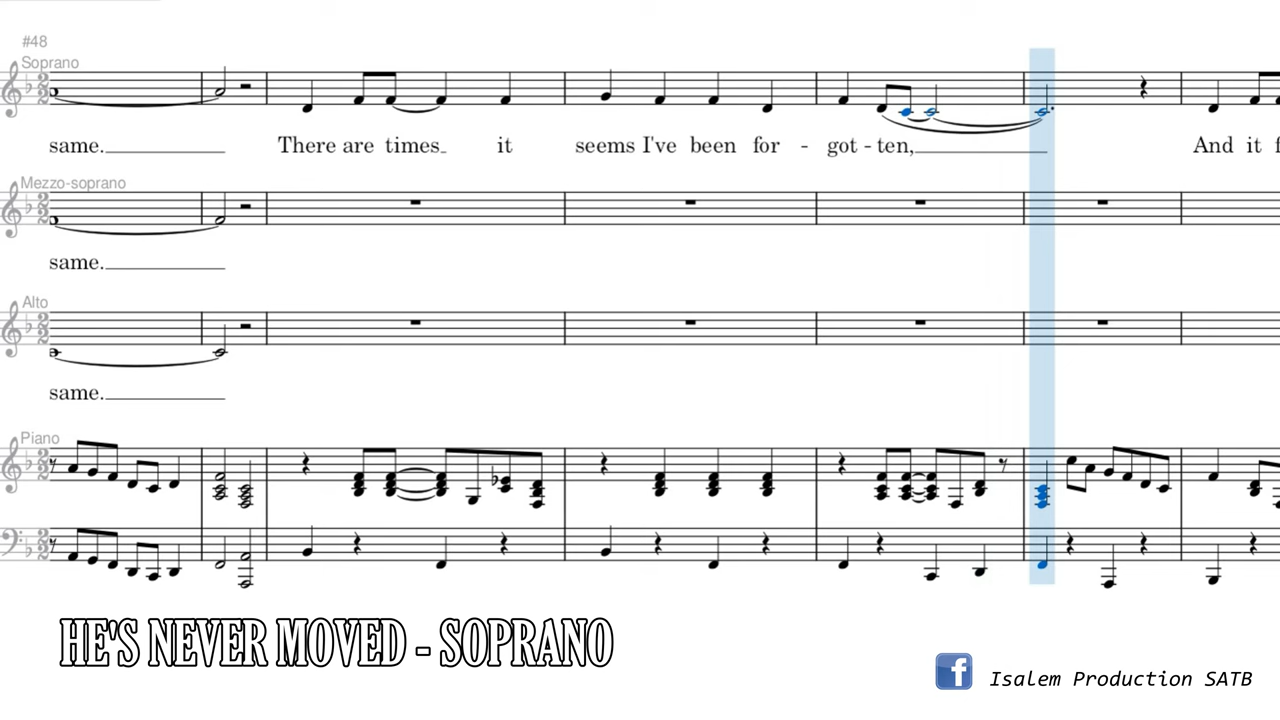 #48
Soprano
same.
There are times it seems I've been for - got - ten,
And it
Mezzo-soprano
same.
Alto
same.
Piano
HE'S NEVER MOVED - SOPRANO
f Isalem Production SATB